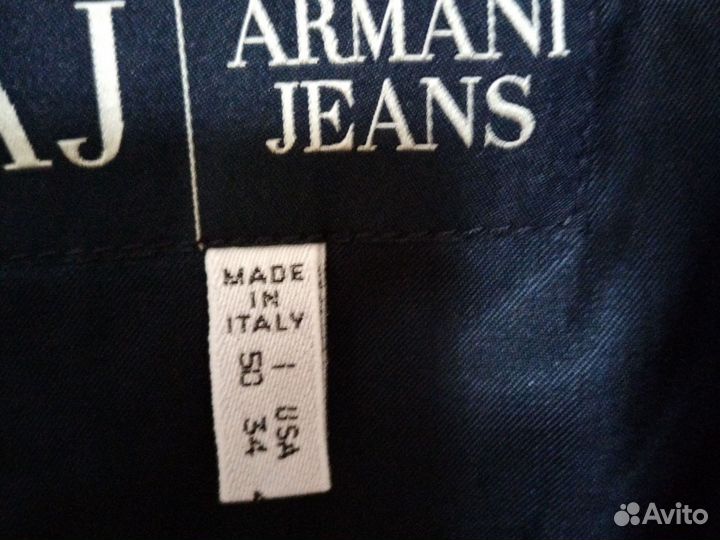 AJ
ARMANI
JEANS
MADE
IN
ITALY
I USA
50 34
Avito